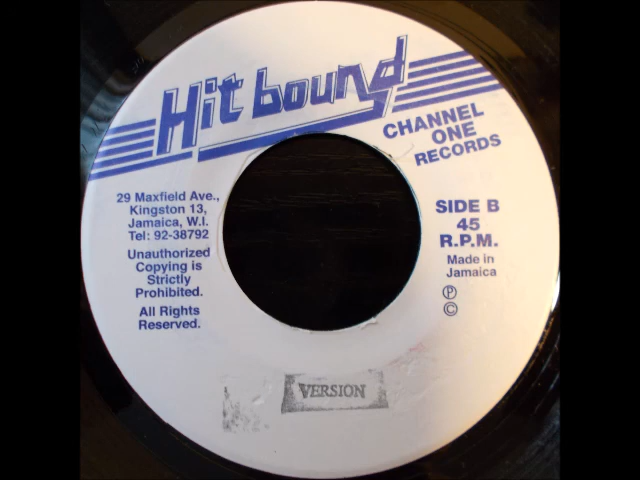 Hit bound
CHANNEL
ONE
RECORDS
29 Maxfield Ave.,
Kingston 13,
Jamaica, W.I.
Tel: 92-38792
Unauthorized
Copying is
Strictly
Prohibited.
All Rights
Reserved.
SIDE B
45
R.P.M.
Made in
Jamaica
℗
©
VERSION